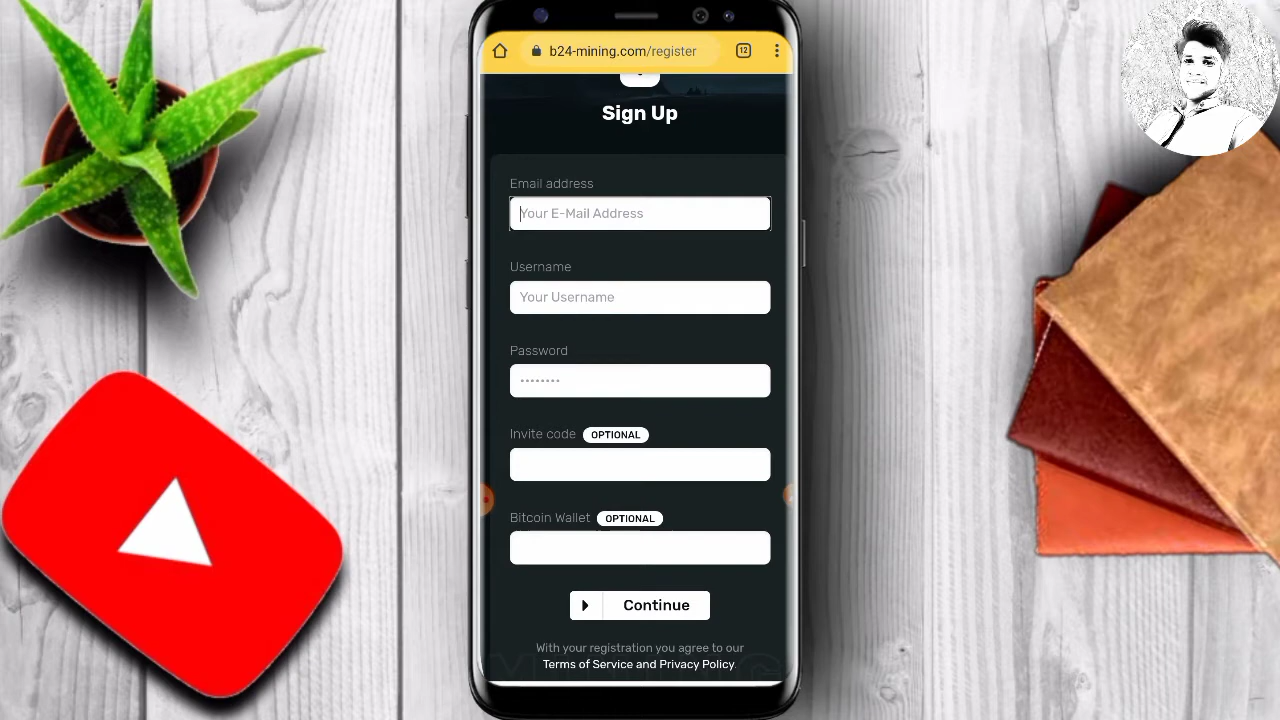 b24-mining.com/register
12
Sign Up
Email address
Your E-Mail Address
Username
Your Username
Password
Invite code OPTIONAL
Bitcoin Wallet OPTIONAL
Continue
With your registration you agree to our
Terms of Service and Privacy Policy.